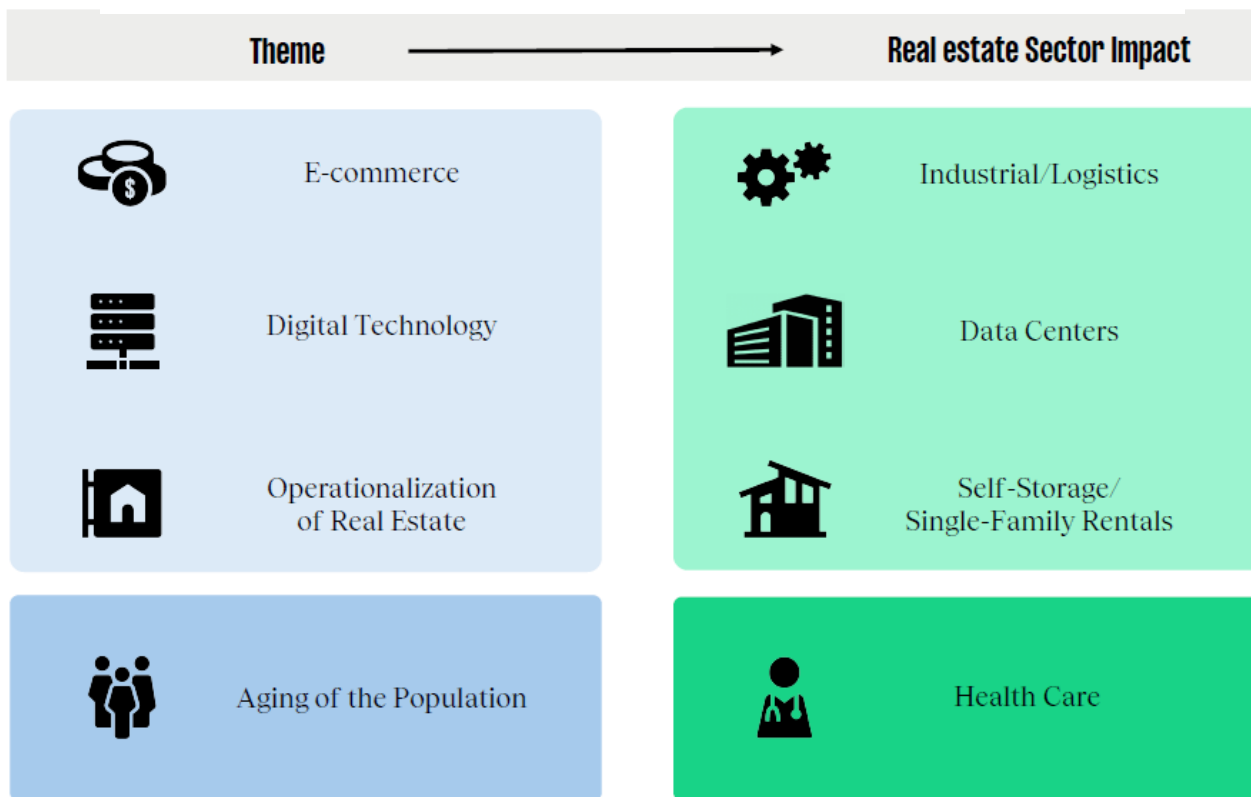 Theme
Real estate Sector Impact
E-commerce
Industrial/Logistics
Digital Technology
Data Centers
Operationalization
of Real Estate
Self-Storage/
Single-Family Rentals
Aging of the Population
Health Care
$